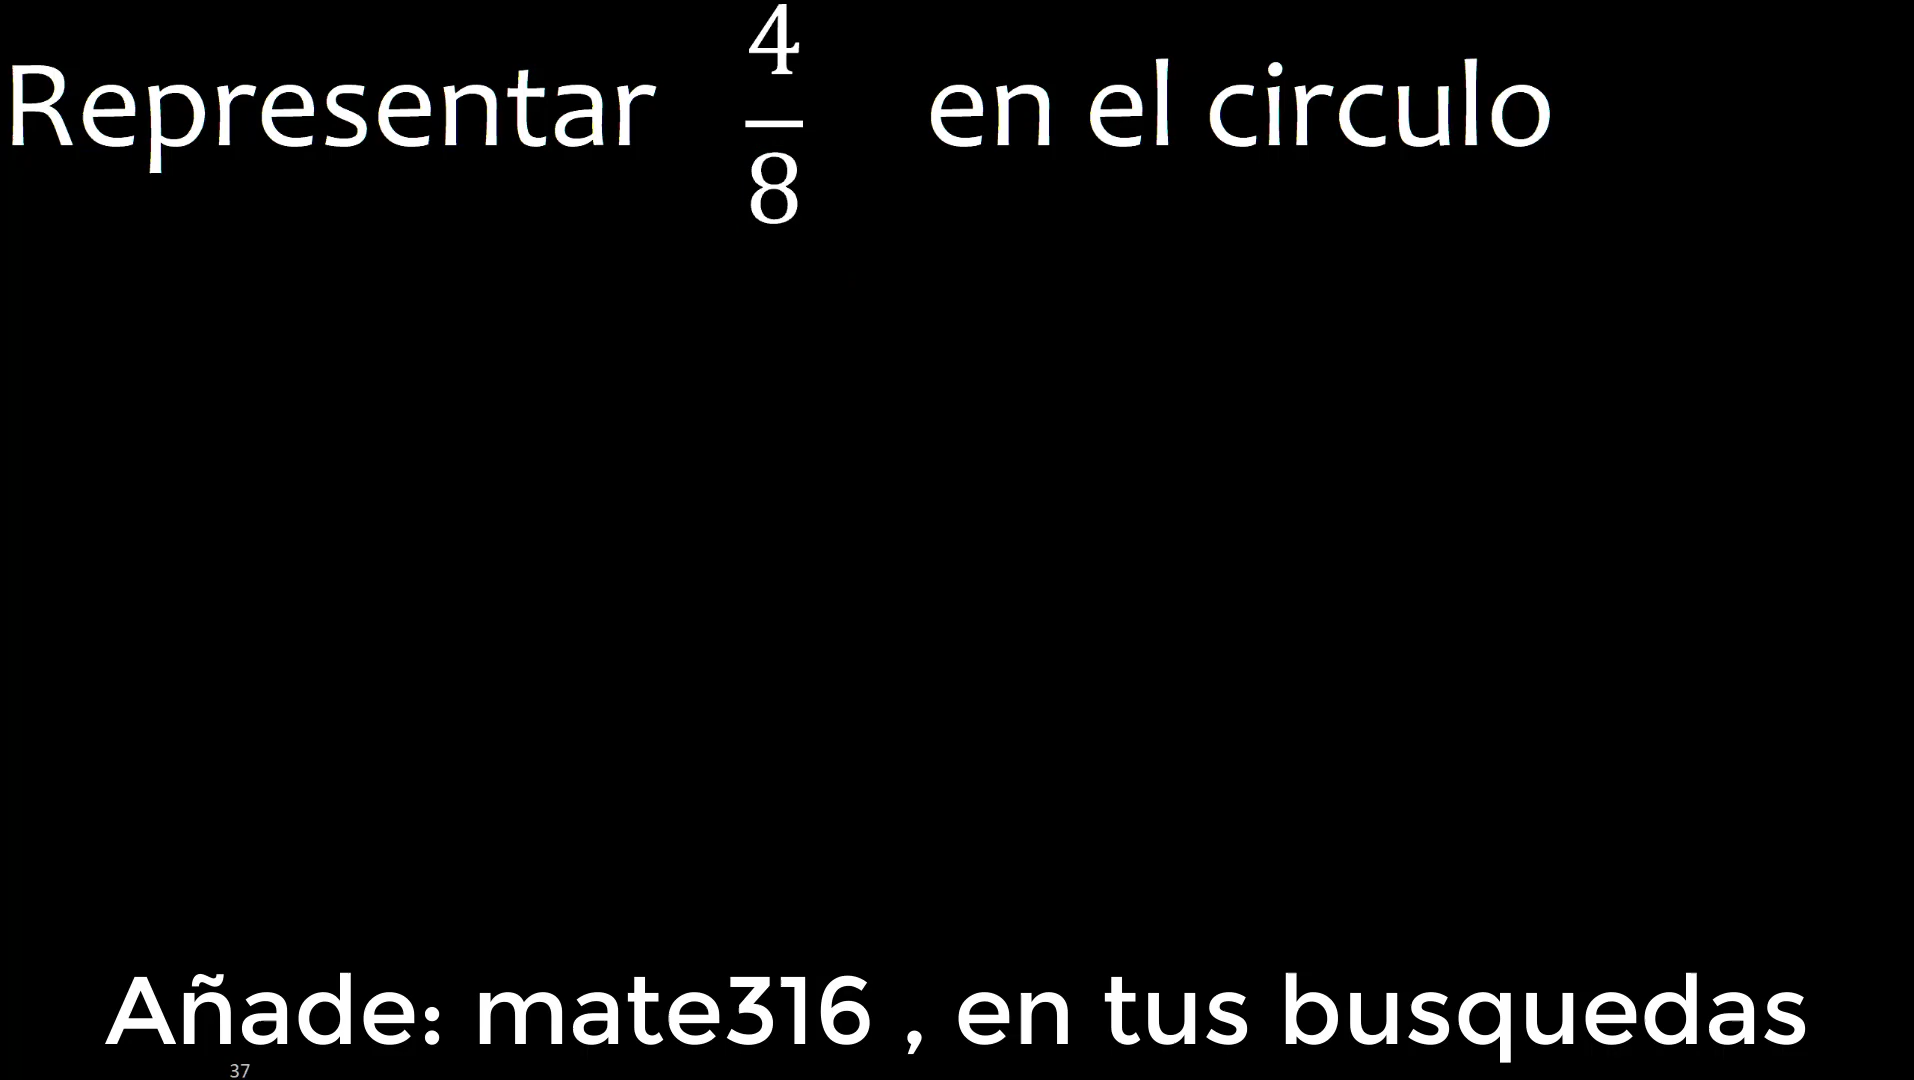 Representar 4/8 en el circulo
Añade: mate316 , en tus busquedas
37